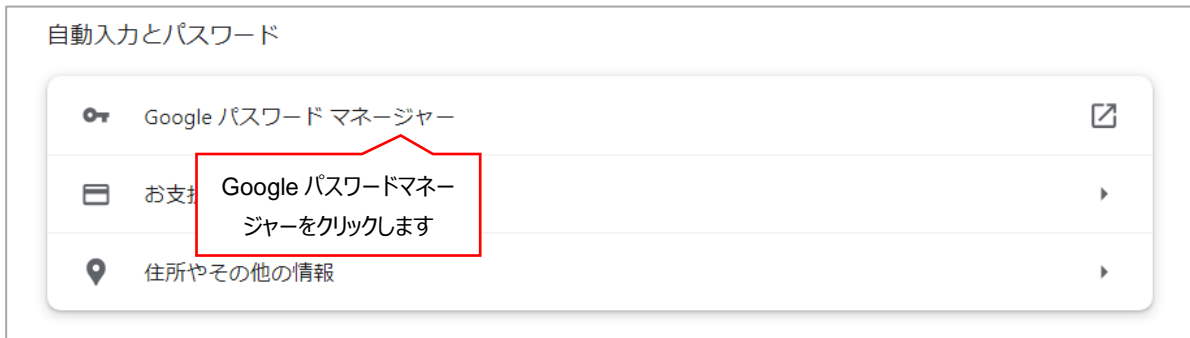 自動入力とパスワード
Google パスワード マネージャー
Google パスワードマネー
ジャーをクリックします
お支
住所やその他の情報